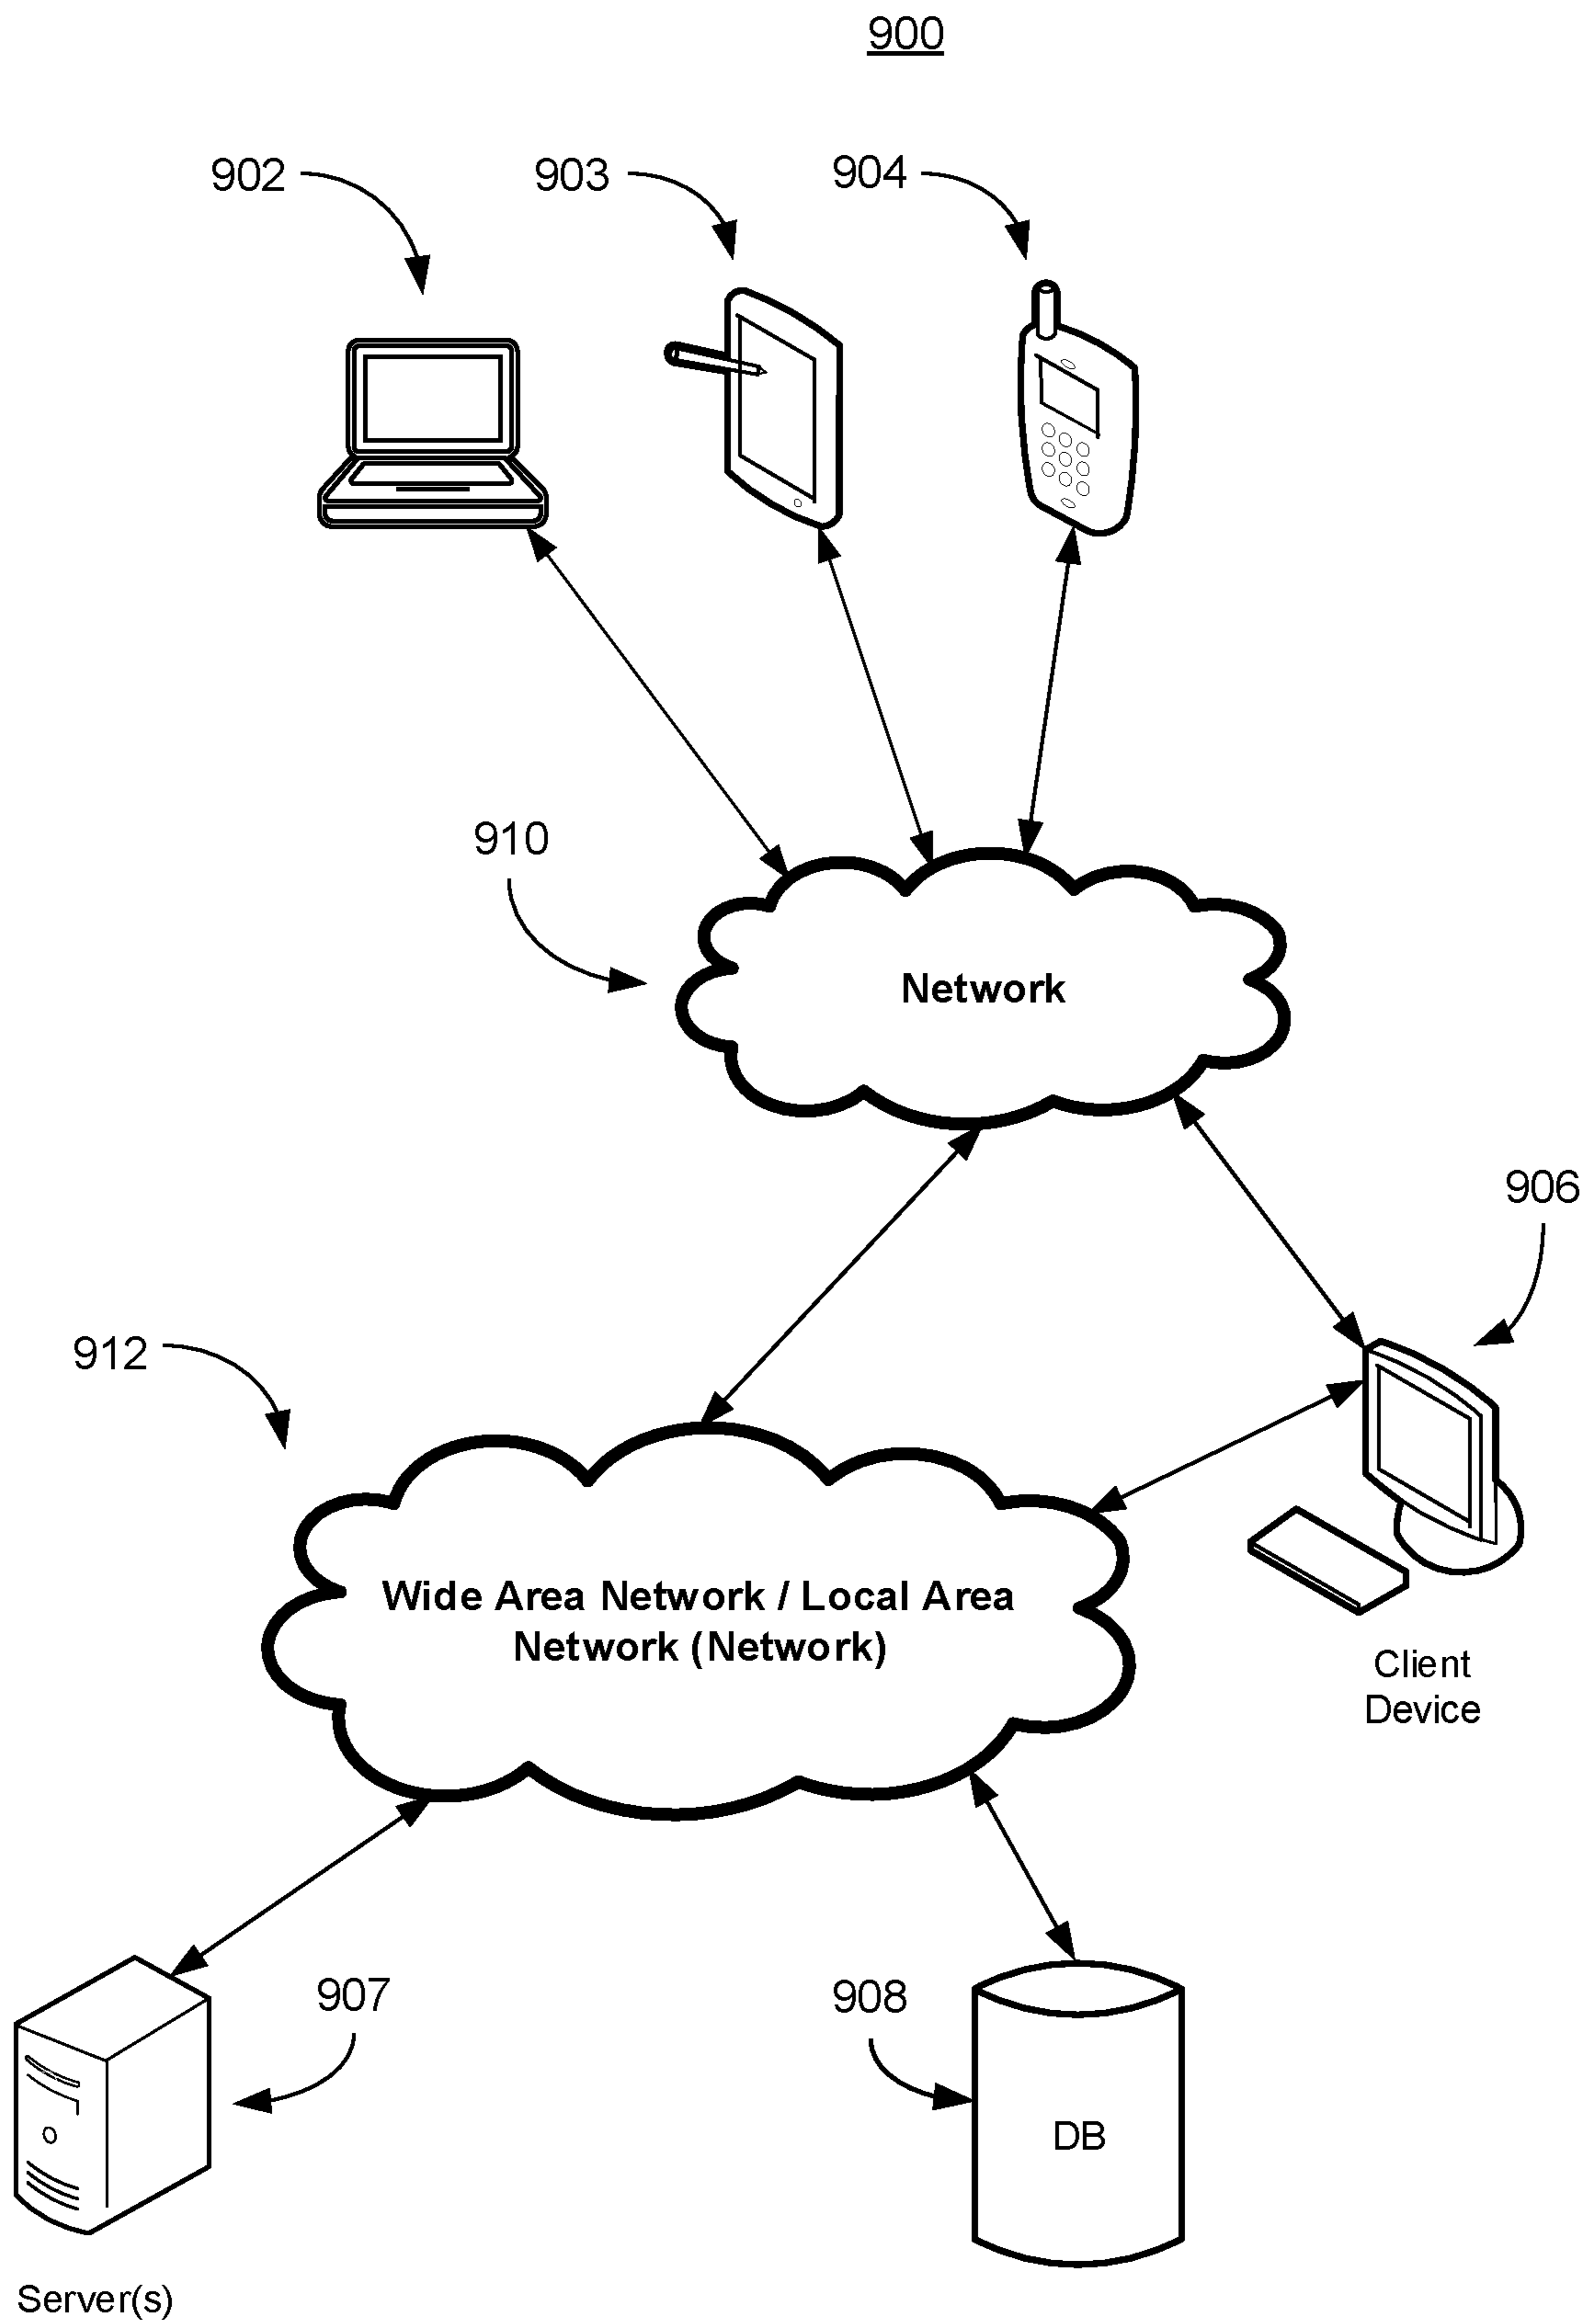 900
902
903
904
910
Network
906
912
Wide Area Network / Local Area
Network (Network)
Client
Device
907
908
DB
Server(s)